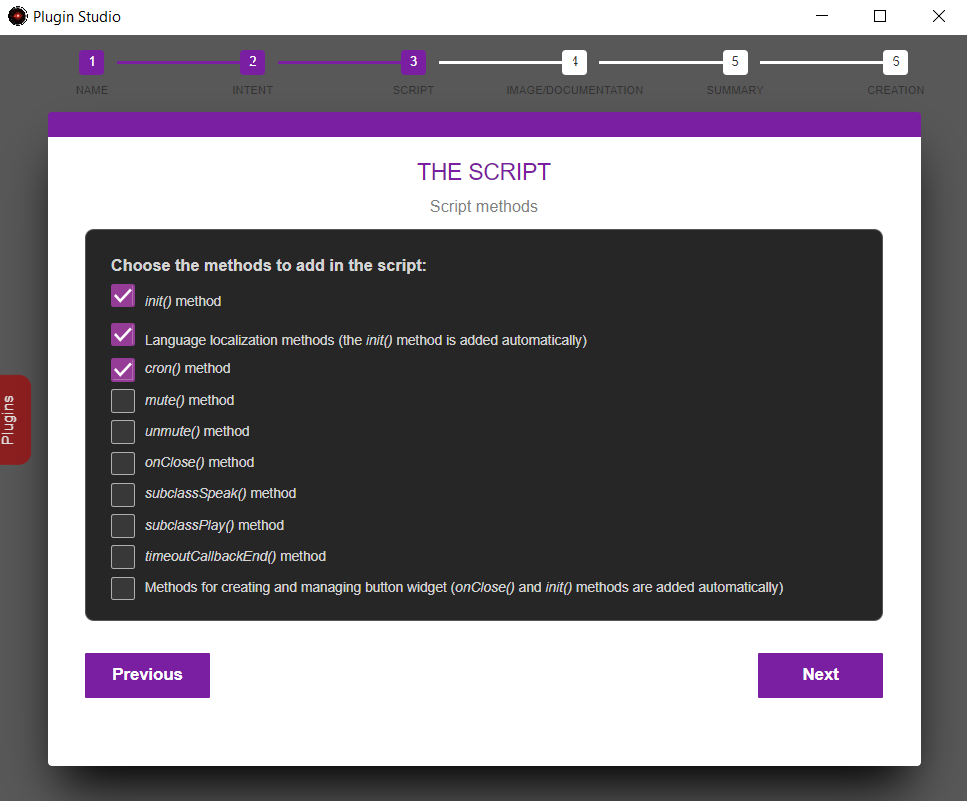 Plugin Studio
1 2 3 4 5 6
NAME INTENT SCRIPT IMAGE/DOCUMENTATION SUMMARY CREATION
THE SCRIPT
Script methods
Choose the methods to add in the script:
init() method
Language localization methods (the init() method is added automatically)
cron() method
mute() method
Plugins
unmute() method
onClose() method
subclassSpeak() method
subclassPlay() method
timeoutCallbackEnd() method
Methods for creating and managing button widget (onClose() and init() methods are added automatically)
Previous Next